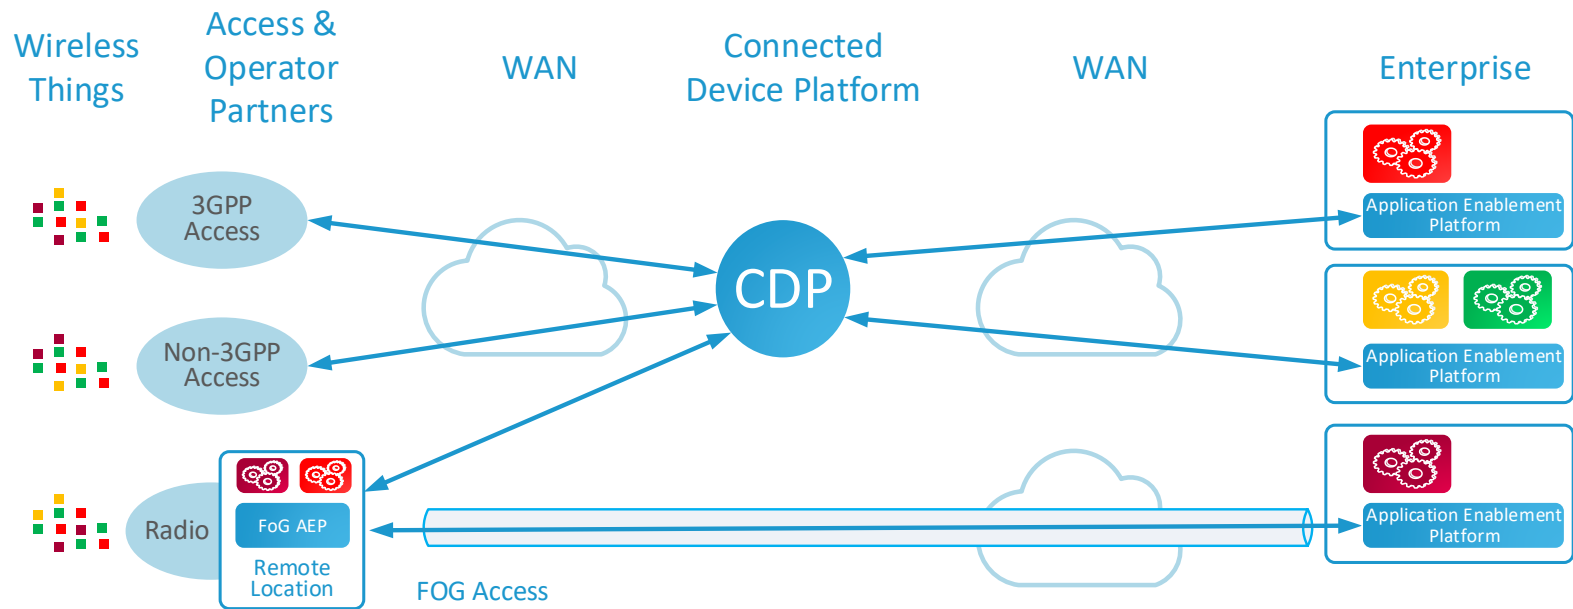 Wireless
Things
Access &
Operator
Partners
WAN
Connected
Device Platform
WAN
Enterprise
3GPP
Access
CDP
Application Enablement
Platform
Non-3GPP
Access
Application Enablement
Platform
Radio
FoG AEP
Remote
Location
FOG Access
Application Enablement
Platform